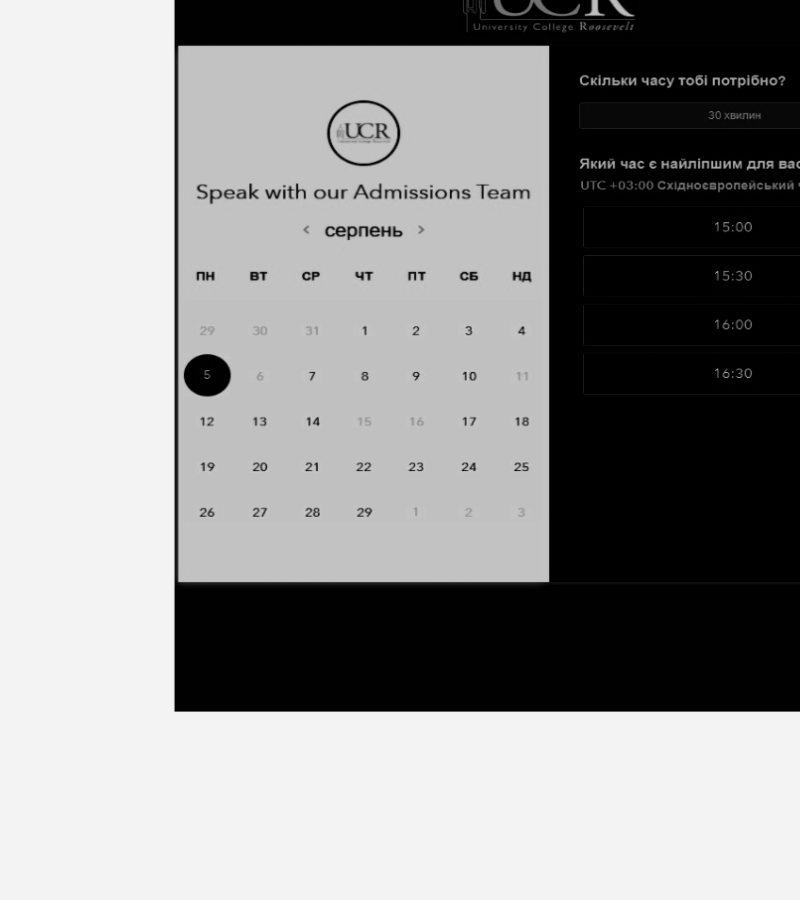 UCR
University College Roosevelt
UCR
Speak with our Admissions Team
< серпень >
ПН ВТ СР ЧТ ПТ СБ НД
29 30 31 1 2 3 4
5 6 7 8 9 10 11
12 13 14 15 16 17 18
19 20 21 22 23 24 25
26 27 28 29 1 2 3
Скільки часу тобі потрібно?
30 хвилин
Який час є найліпшим для
UTC +03:00 Східноєвропейський
15:00
15:30
16:00
16:30